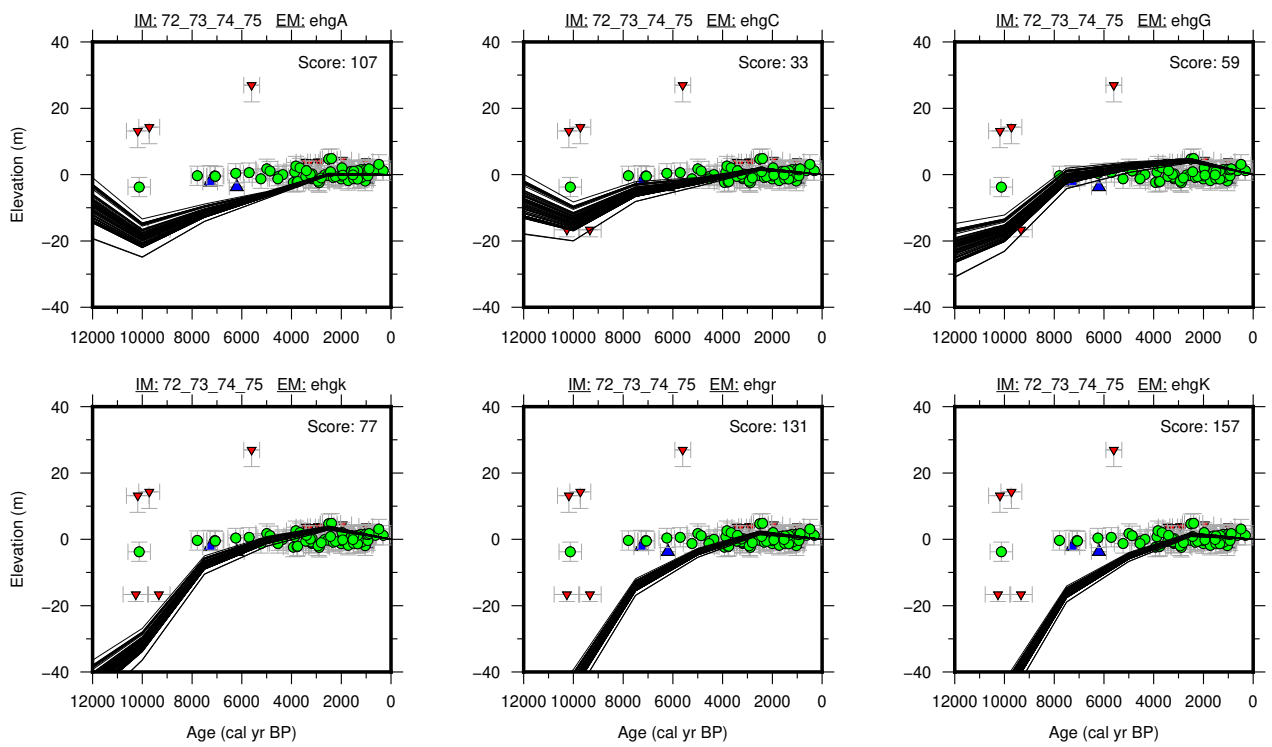 IM: 72_73_74_75 EM: ehgA
IM: 72_73_74_75 EM: ehgC
IM: 72_73_74_75 EM: ehgG
40
20
0
−20
−40
Elevation (m)
Score: 107
12000 10000 8000 6000 4000 2000 0
40
20
0
−20
−40
Score: 33
12000 10000 8000 6000 4000 2000 0
40
20
0
−20
−40
Score: 59
12000 10000 8000 6000 4000 2000 0
IM: 72_73_74_75 EM: ehgk
IM: 72_73_74_75 EM: ehgr
IM: 72_73_74_75 EM: ehgK
40
20
0
−20
−40
Elevation (m)
Score: 77
12000 10000 8000 6000 4000 2000 0
Age (cal yr BP)
40
20
0
−20
−40
Score: 131
12000 10000 8000 6000 4000 2000 0
Age (cal yr BP)
40
20
0
−20
−40
Score: 157
12000 10000 8000 6000 4000 2000 0
Age (cal yr BP)